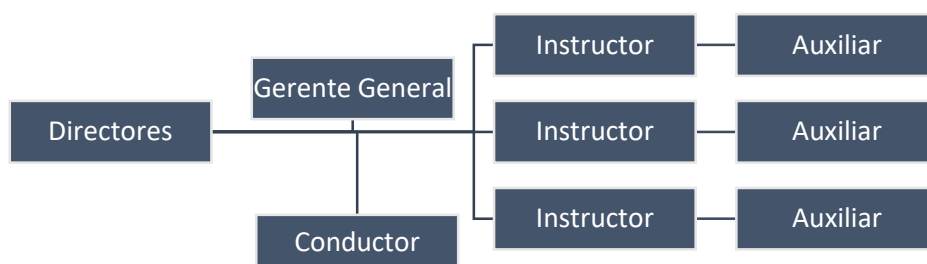 Directores
Gerente General
Conductor
Instructor
Auxiliar
Instructor
Auxiliar
Instructor
Auxiliar